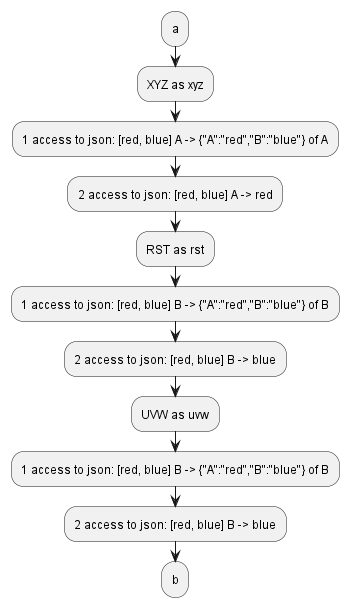 a
XYZ as xyz
1 access to json: [red, blue] A -> {"A":"red","B":"blue"} of A
2 access to json: [red, blue] A -> red
RST as rst
1 access to json: [red, blue] B -> {"A":"red","B":"blue"} of B
2 access to json: [red, blue] B -> blue
UVW as uvw
1 access to json: [red, blue] B -> {"A":"red","B":"blue"} of B
2 access to json: [red, blue] B -> blue
b